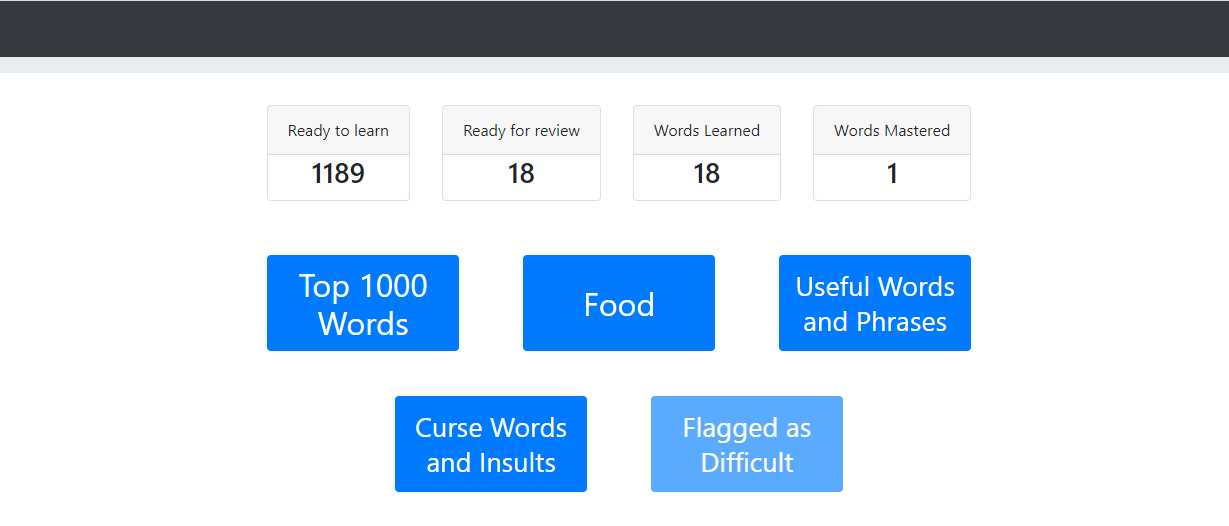 Ready to learn
Ready for review
Words Learned
Words Mastered
1189
18
18
1
Top 1000
Words
Food
Useful Words
and Phrases
Curse Words
and Insults
Flagged as
Difficult